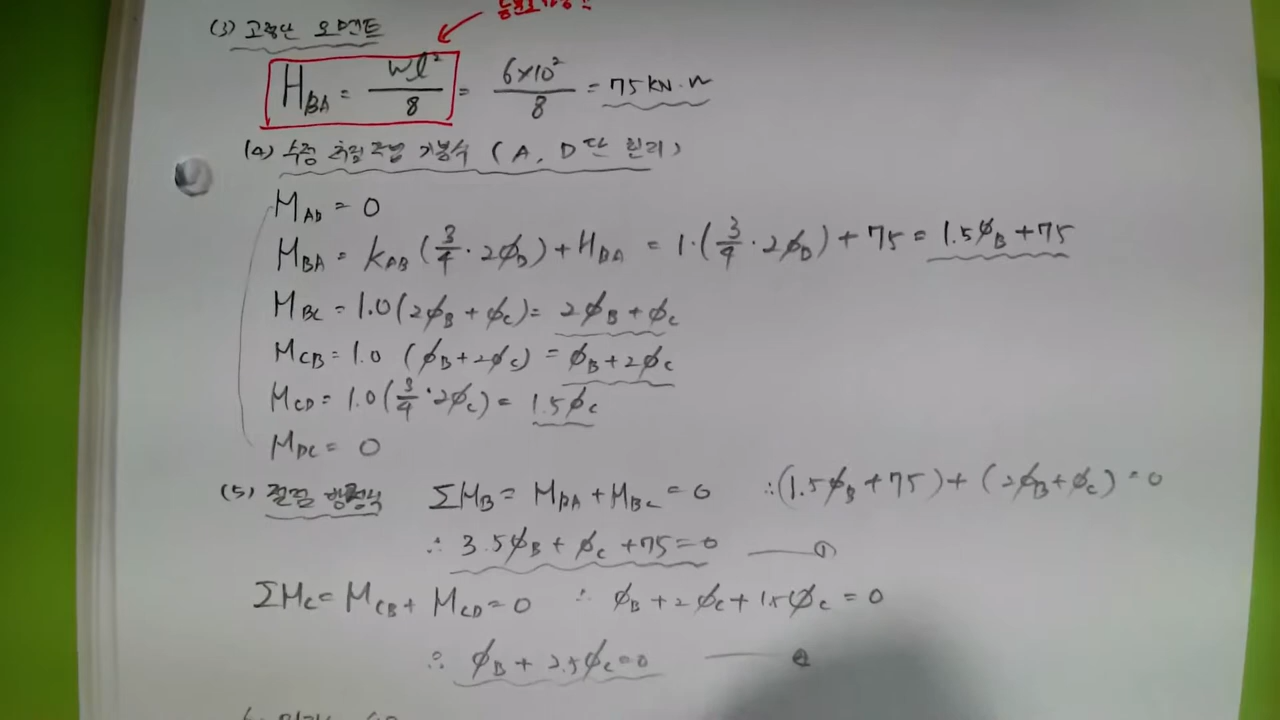 (3) 고정단 모멘트
H_BA = wl²/8 = 6×10²/8 = 75 kN·m
(4) 수정 처짐각법 기본식 (A, D단 힌지)
M_AB = 0
M_BA = K_AB (3/4 · 2ϕ_B) + H_BA = 1·(3/4 · 2ϕ_B) + 75 = 1.5ϕ_B + 75
M_BC = 1.0(2ϕ_B + ϕ_C) = 2ϕ_B + ϕ_C
M_CB = 1.0 (ϕ_B + 2ϕ_C) = ϕ_B + 2ϕ_C
M_CD = 1.0(3/4 · 2ϕ_C) = 1.5ϕ_C
M_DC = 0
(5) 절점 방정식 ΣM_B = M_BA + M_BC = 0 ∴(1.5ϕ_B + 75) + (2ϕ_B + ϕ_C) = 0
∴ 3.5ϕ_B + ϕ_C + 75 = 0 —— ①
ΣM_C = M_CB + M_CD = 0 ∴ ϕ_B + 2ϕ_C + 1.5ϕ_C = 0
∴ ϕ_B + 2.5ϕ_C = 0 —— ②